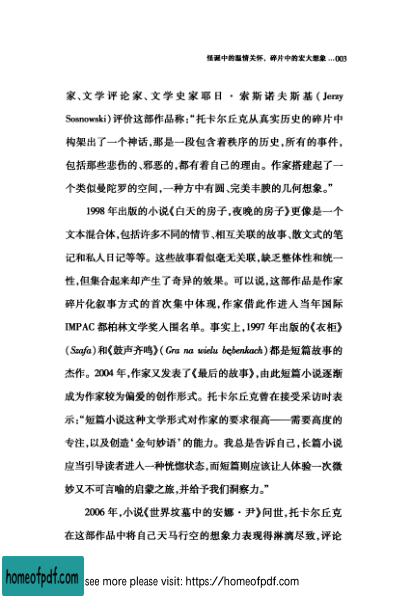 怪诞中的温情关怀，碎片中的宏大想象 …003
家、文学评论家、文学史家耶日·索斯诺夫斯基(Jerzy
Sosnowski)评价这部作品称:“托卡尔丘克从真实历史的碎片中
构架出了一个神话,那是一段包含着秩序的历史,所有的事件,
包括那些悲伤的、邪恶的,都有着自己的理由。作家搭建起了一
个类似曼陀罗的空间,一种方中有圆、完美丰腴的几何想象。”
1998年出版的小说《白天的房子,夜晚的房子》更像是一个
文本混合体,包括许多不同的情节、相互关联的故事、散文式的笔
记和私人日记等等。这些故事看似毫无关联,缺乏整体性和统一
性,但集合起来却产生了奇异的效果。可以说,这部作品是作家
碎片化叙事方式的首次集中体现,作家借此作进入当年国际
IMPAC都柏林文学奖入围名单。事实上,1997年出版的《衣柜》
(Szafa)和《鼓声齐鸣》(Gra na wielu bębenkach)都是短篇故事的
杰作。2004年,作家又发表了《最后的故事》,由此短篇小说逐渐
成为作家较为偏爱的创作形式。托卡尔丘克曾在接受采访时表
示:“短篇小说这种文学形式对作家的要求很高——需要高度的
专注,以及创造‘金句妙语’的能力。我总是告诉自己,长篇小说
应当引导读者进入一种恍惚状态,而短篇则应该让人体验一次微
妙又不可言喻的启蒙之旅,并给予我们洞察力。”
2006年,小说《世界坟墓中的安娜·尹》问世,托卡尔丘克
在这部作品中将自己天马行空的想象力表现得淋漓尽致,评论
homeofpdf.com
see more please visit: https://homeofpdf.com